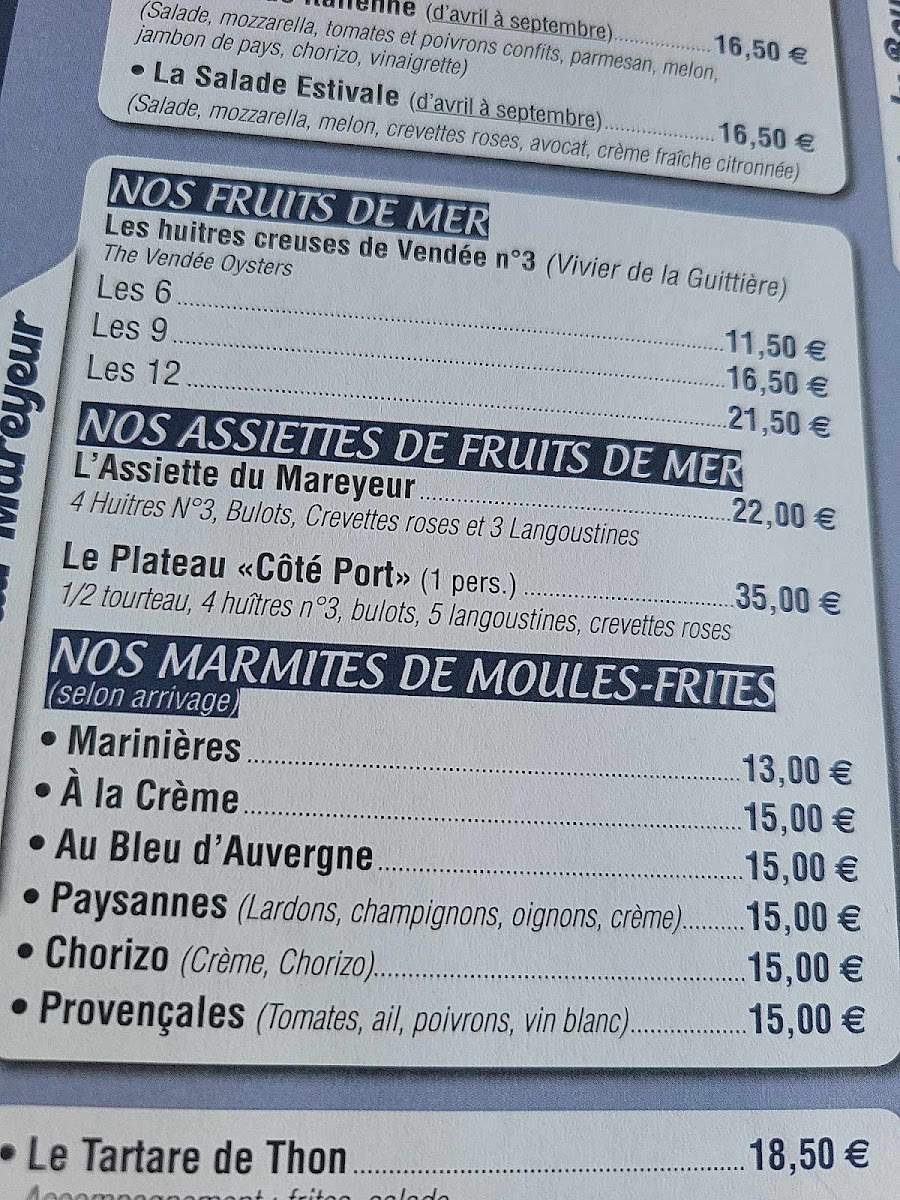 (d'avril à septembre)................16,50 €
(Salade, mozzarella, tomates et poivrons confits, parmesan, melon,
jambon de pays, chorizo, vinaigrette)
• La Salade Estivale (d'avril à septembre)................16,50 €
(Salade, mozzarella, melon, crevettes roses, avocat, crème fraîche citronnée)
NOS FRUITS DE MER
Les huitres creuses de Vendée n°3 (Vivier de la Guittière)
The Vendée Oysters
Les 6................11,50 €
Les 9................16,50 €
Les 12................21,50 €
NOS ASSIETTES DE FRUITS DE MER
L'Assiette du Mareyeur................22,00 €
4 Huitres N°3, Bulots, Crevettes roses et 3 Langoustines
Le Plateau «Côté Port» (1 pers.)................35,00 €
1/2 tourteau, 4 huîtres n°3, bulots, 5 langoustines, crevettes roses
NOS MARMITES DE MOULES-FRITES
(selon arrivage)
• Marinières................13,00 €
• À la Crème................15,00 €
• Au Bleu d'Auvergne................15,00 €
• Paysannes (Lardons, champignons, oignons, crème).........15,00 €
• Chorizo (Crème, Chorizo)................15,00 €
• Provençales (Tomates, ail, poivrons, vin blanc)................15,00 €
• Le Tartare de Thon................18,50 €
Accompagnement : frites, salade
Mareyeur